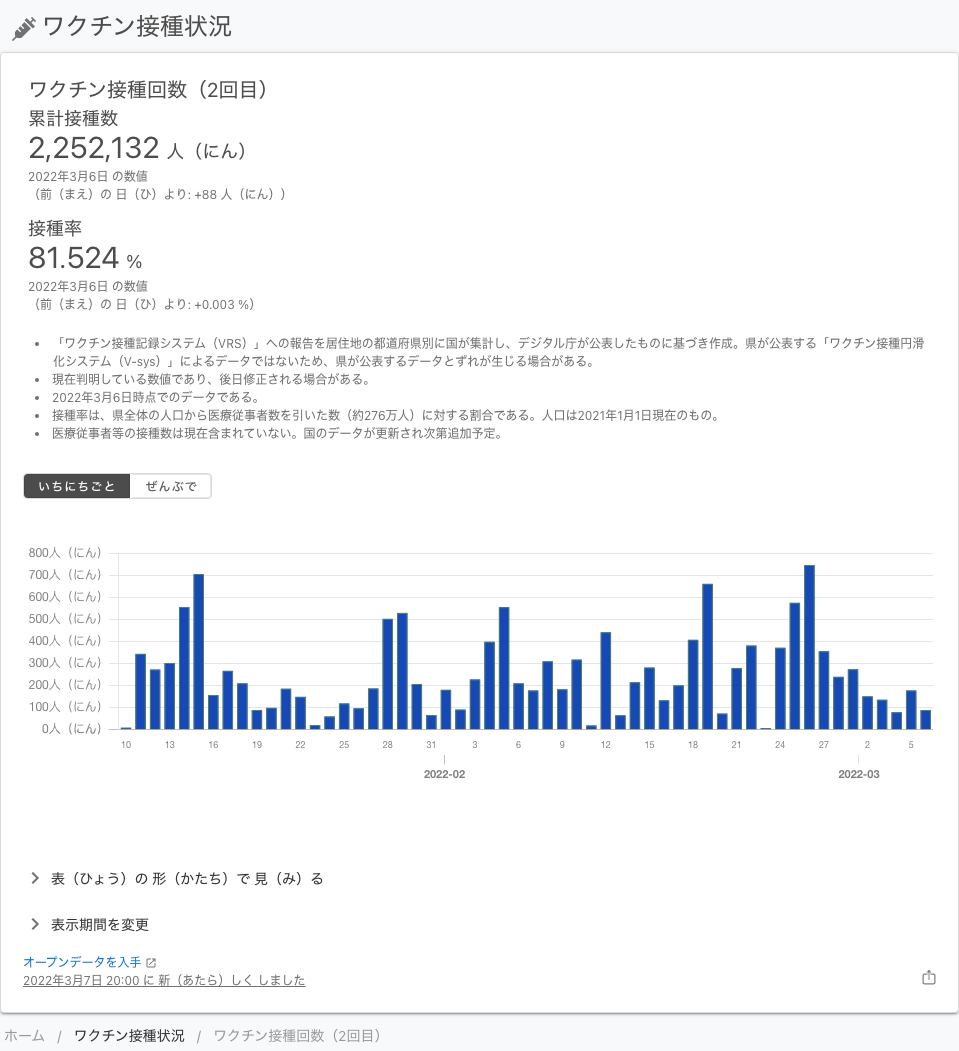 ワクチン接種状況
ワクチン接種回数（2回目）
累計接種数
2,252,132 人（にん）
2022年3月6日 の数値
（前（まえ）の 日（ひ）より: +88 人（にん））
接種率
81.524 %
2022年3月6日 の数値
（前（まえ）の 日（ひ）より: +0.003 %）
• 「ワクチン接種記録システム（VRS）」への報告を居住地の都道府県別に国が集計し、デジタル庁が公表したものに基づき作成。県が公表する「ワクチン接種円滑
化システム（V-sys）」によるデータではないため、県が公表するデータとずれが生じる場合がある。
• 現在判明している数値であり、後日修正される場合がある。
• 2022年3月6日時点でのデータである。
• 接種率は、県全体の人口から医療従事者数を引いた数（約276万人）に対する割合である。人口は2021年1月1日現在のもの。
• 医療従事者等の接種数は現在含まれていない。国のデータが更新され次第追加予定。
いちにちごと ぜんぶで
800人（にん）
700人（にん）
600人（にん）
500人（にん）
400人（にん）
300人（にん）
200人（にん）
100人（にん）
0人（にん）
10 13 16 19 22 25 28 31 3 6 9 12 15 18 21 24 27 2 5
2022-02 2022-03
表（ひょう）の 形（かたち）で 見（み）る
表示期間を変更
オープンデータを入手
2022年3月7日 20:00 に 新（あたら）しく しました
ホーム / ワクチン接種状況 / ワクチン接種回数（2回目）